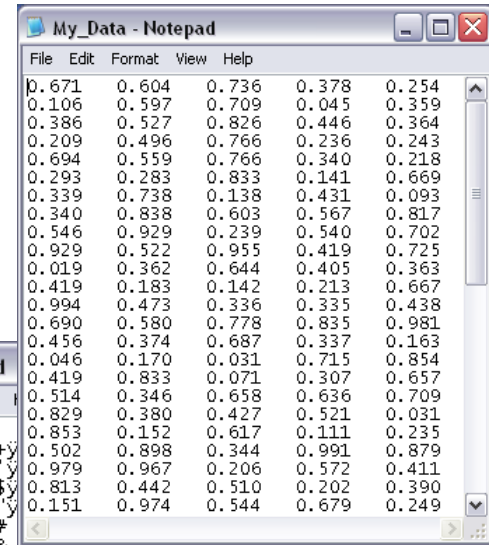 My_Data - Notepad
File Edit Format View Help
0.671 0.604 0.736 0.378 0.254
0.106 0.597 0.709 0.045 0.359
0.386 0.527 0.826 0.446 0.364
0.209 0.496 0.766 0.236 0.243
0.694 0.559 0.766 0.340 0.218
0.293 0.283 0.833 0.141 0.669
0.339 0.738 0.138 0.431 0.093
0.340 0.838 0.603 0.567 0.817
0.546 0.929 0.239 0.540 0.702
0.929 0.522 0.955 0.419 0.725
0.019 0.362 0.644 0.405 0.363
0.419 0.183 0.142 0.213 0.667
0.994 0.473 0.336 0.335 0.438
0.690 0.580 0.778 0.835 0.981
0.456 0.374 0.687 0.337 0.163
0.046 0.170 0.031 0.715 0.854
0.419 0.833 0.071 0.307 0.657
0.514 0.346 0.658 0.636 0.709
0.829 0.380 0.427 0.521 0.031
0.853 0.152 0.617 0.111 0.235
0.502 0.898 0.344 0.991 0.879
0.979 0.967 0.206 0.572 0.411
0.813 0.442 0.510 0.202 0.390
0.151 0.974 0.544 0.679 0.249